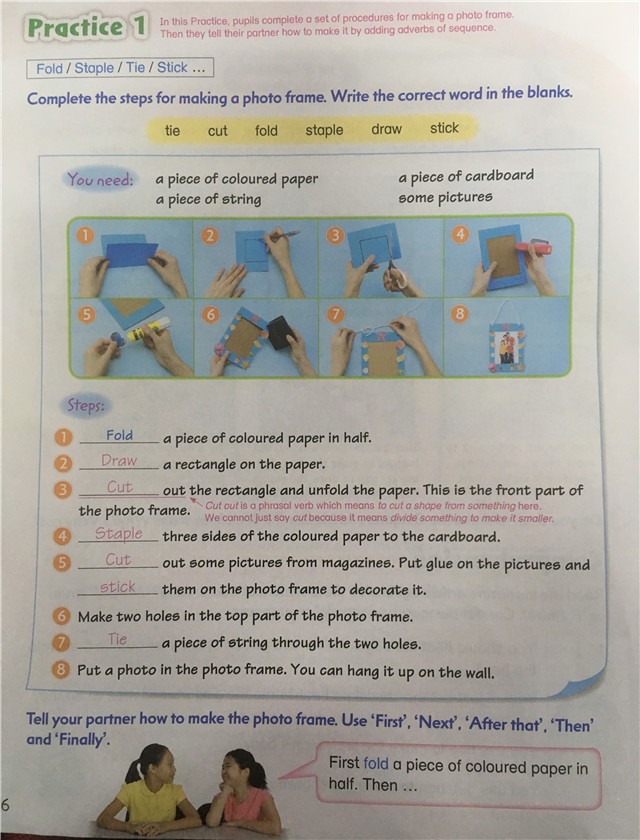 Practice 1
In this Practice, pupils complete a set of procedures for making a photo frame.
Then they tell their partner how to make it by adding adverbs of sequence.
Fold / Staple / Tie / Stick ...
Complete the steps for making a photo frame. Write the correct word in the blanks.
tie cut fold staple draw stick
You need: a piece of coloured paper a piece of cardboard
a piece of string some pictures
1 2 3 4
5 6 7 8
Steps:
1 Fold a piece of coloured paper in half.
2 Draw a rectangle on the paper.
3 Cut out the rectangle and unfold the paper. This is the front part of
the photo frame. Cut out is a phrasal verb which means to cut a shape from something here.
We cannot just say cut because it means divide something to make it smaller.
4 Staple three sides of the coloured paper to the cardboard.
5 Cut out some pictures from magazines. Put glue on the pictures and
stick them on the photo frame to decorate it.
6 Make two holes in the top part of the photo frame.
7 Tie a piece of string through the two holes.
8 Put a photo in the photo frame. You can hang it up on the wall.
Tell your partner how to make the photo frame. Use ‘First’, ‘Next’, ‘After that’, ‘Then’
and ‘Finally’.
First fold a piece of coloured paper in
half. Then ...
6